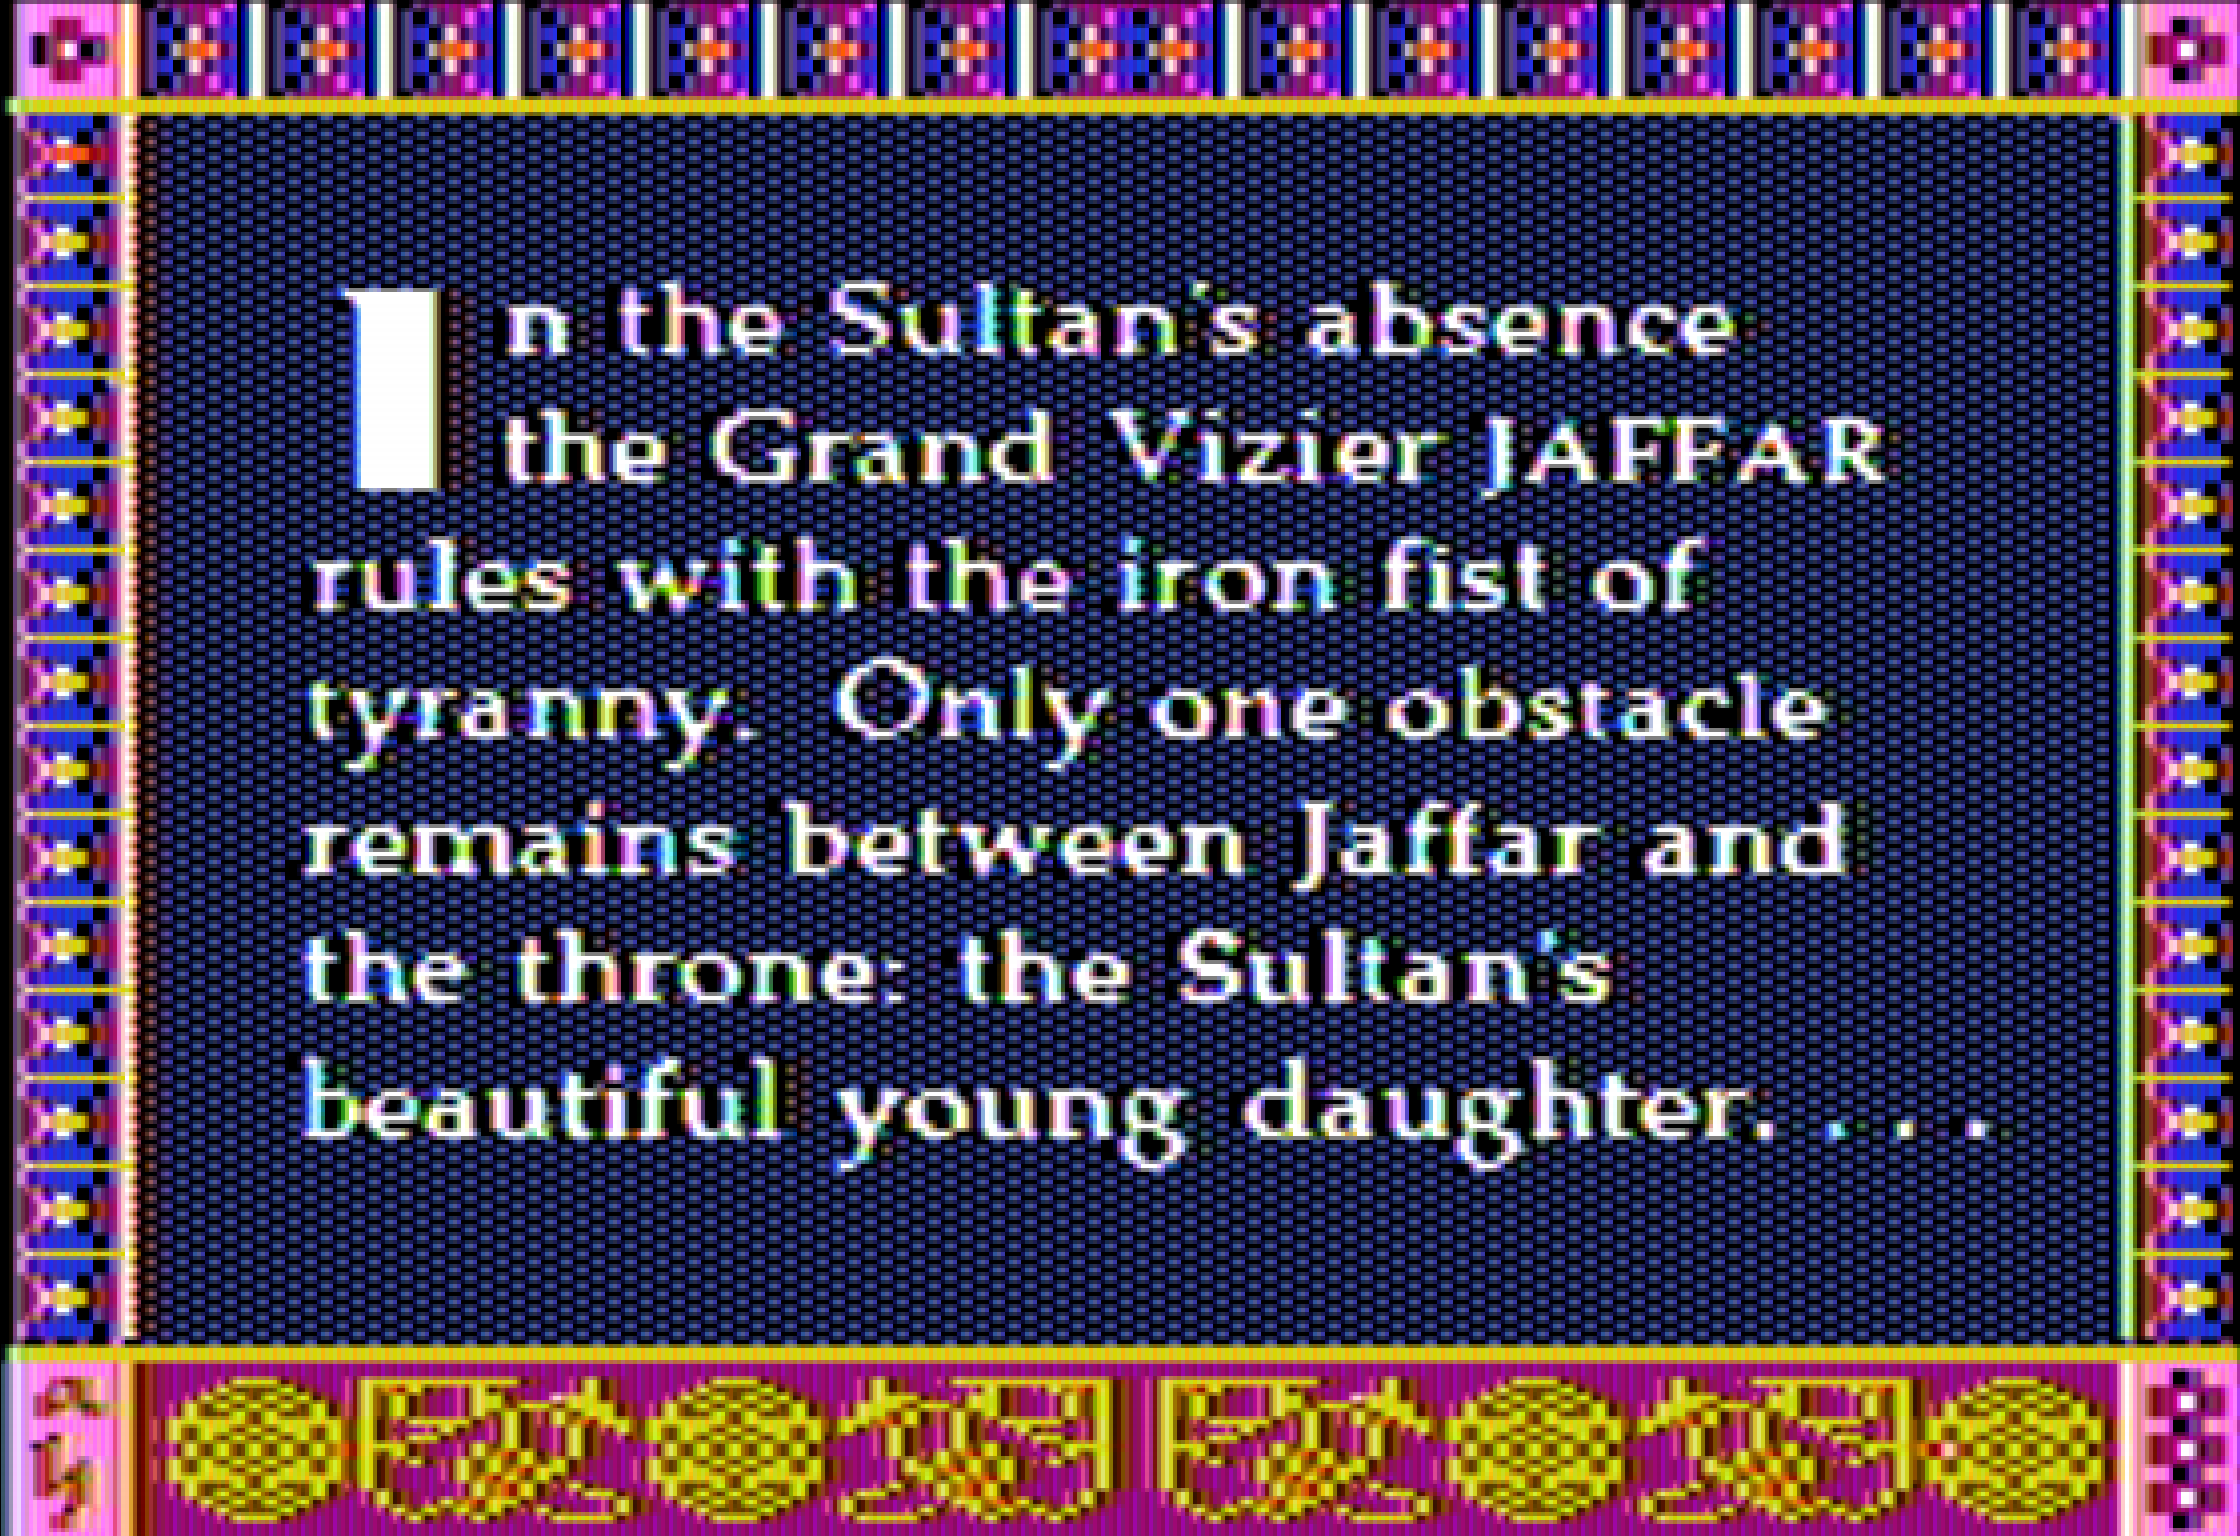 In the Sultan's absence
the Grand Vizier JAFFAR
rules with the iron fist of
tyranny.  Only one obstacle
remains between Jaffar and
the throne: the Sultan's
beautiful young daughter. . . .